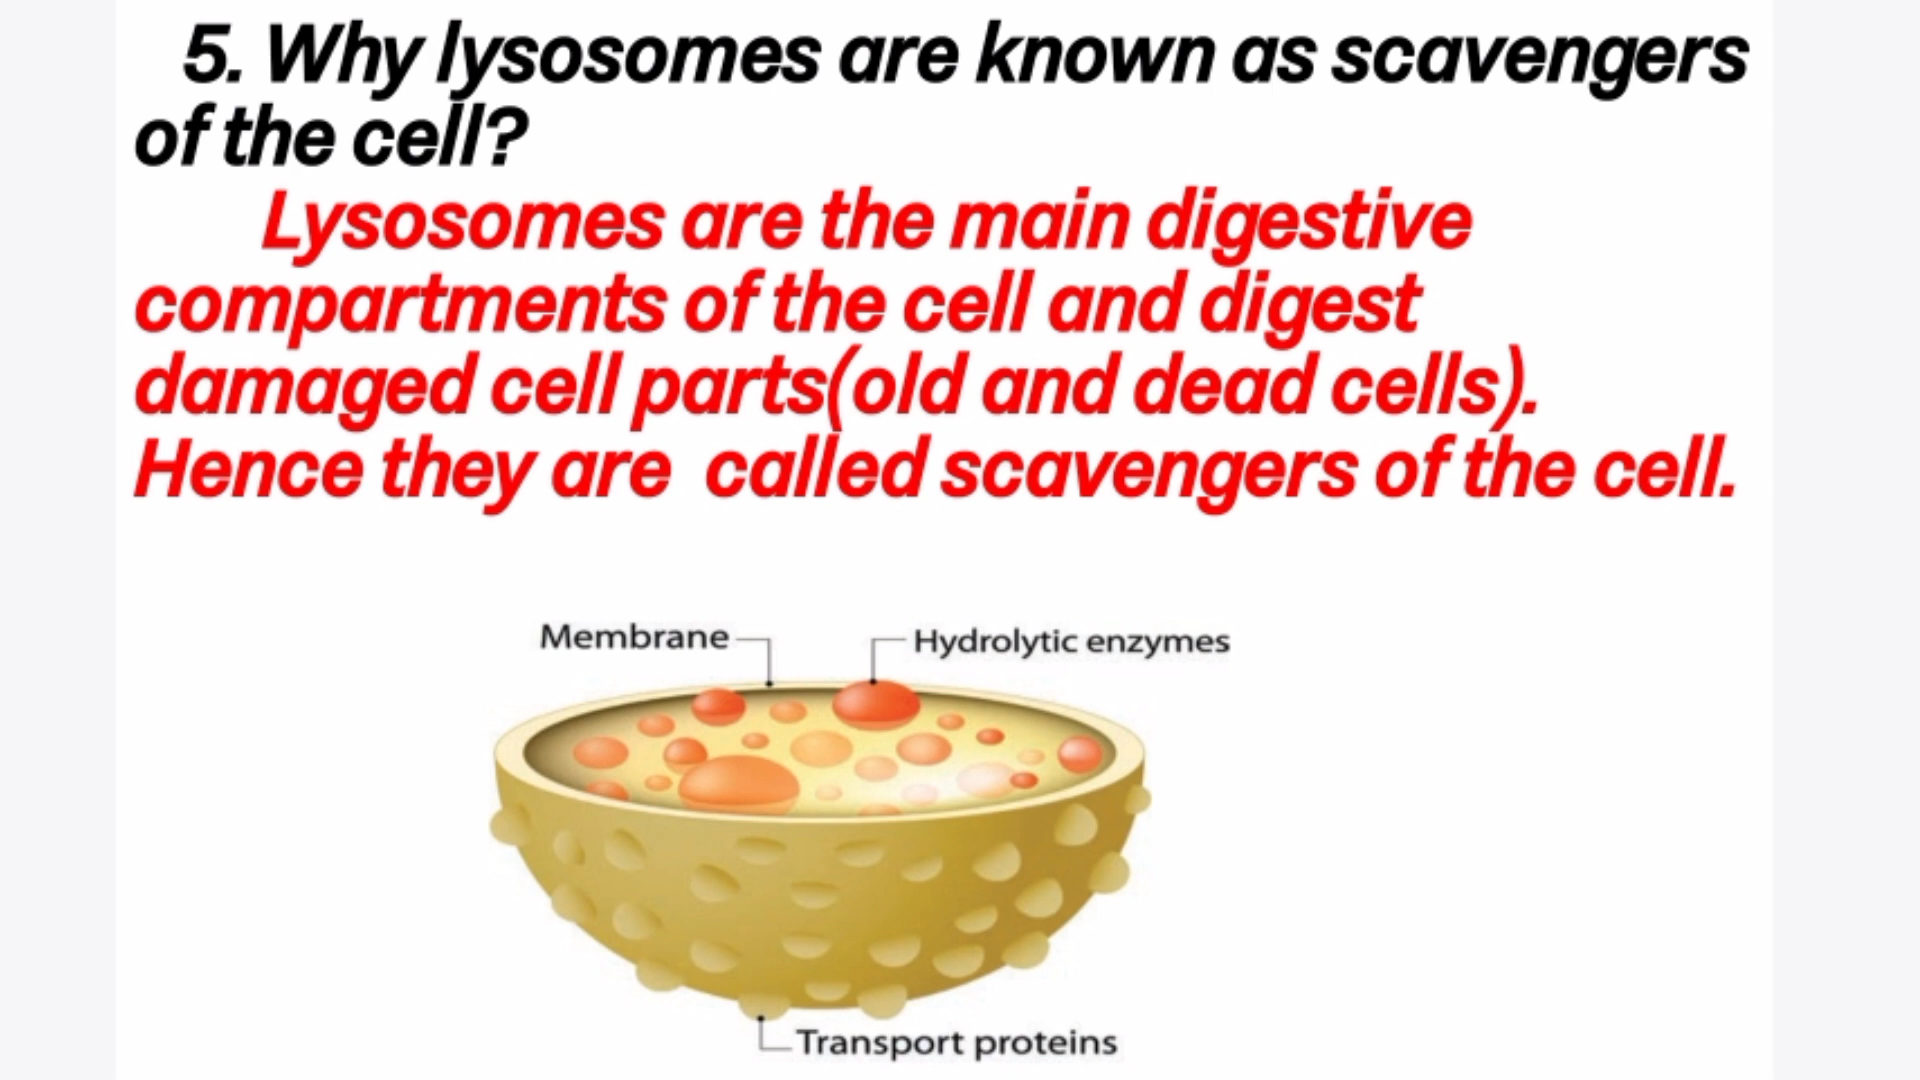 5. Why lysosomes are known as scavengers
of the cell?
Lysosomes are the main digestive
compartments of the cell and digest
damaged cell parts(old and dead cells).
Hence they are called scavengers of the cell.
Membrane
Hydrolytic enzymes
Transport proteins